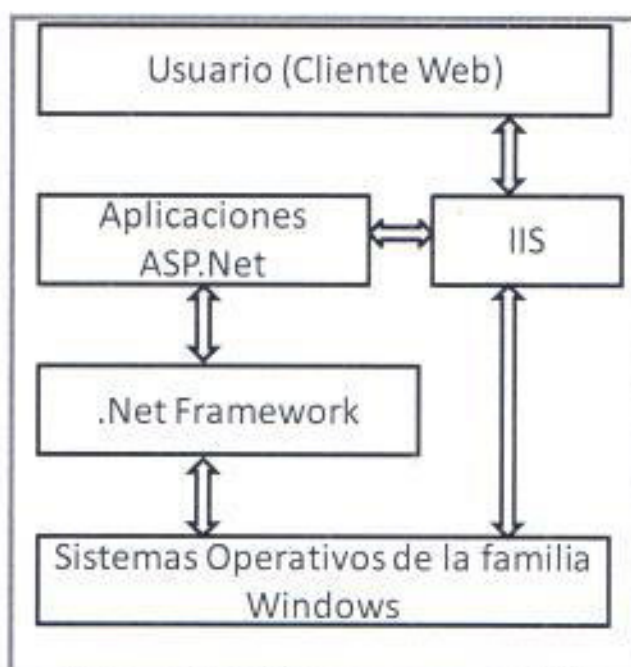 Usuario (Cliente Web)
Aplicaciones
ASP.Net
IIS
.Net Framework
Sistemas Operativos de la familia
Windows